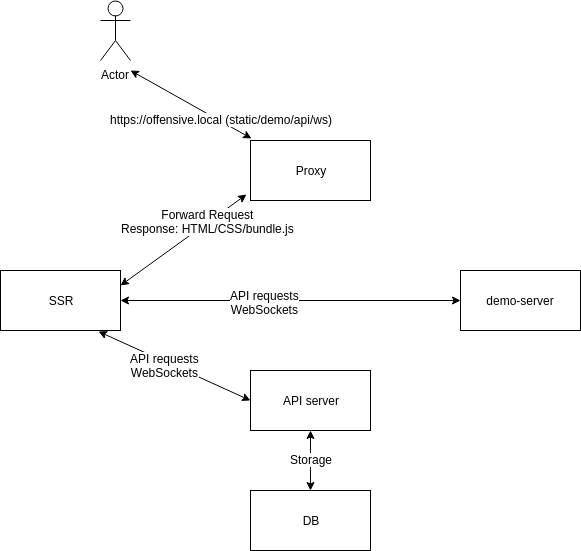 Actor
https://offensive.local (static/demo/api/ws)
Proxy
Forward Request
Response: HTML/CSS/bundle.js
SSR
API requests
WebSockets
demo-server
API requests
WebSockets
API server
Storage
DB